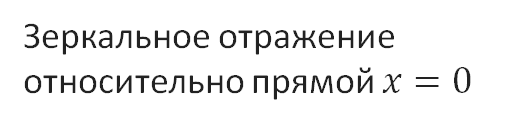 Зеркальное отражение
относительно прямой x = 0